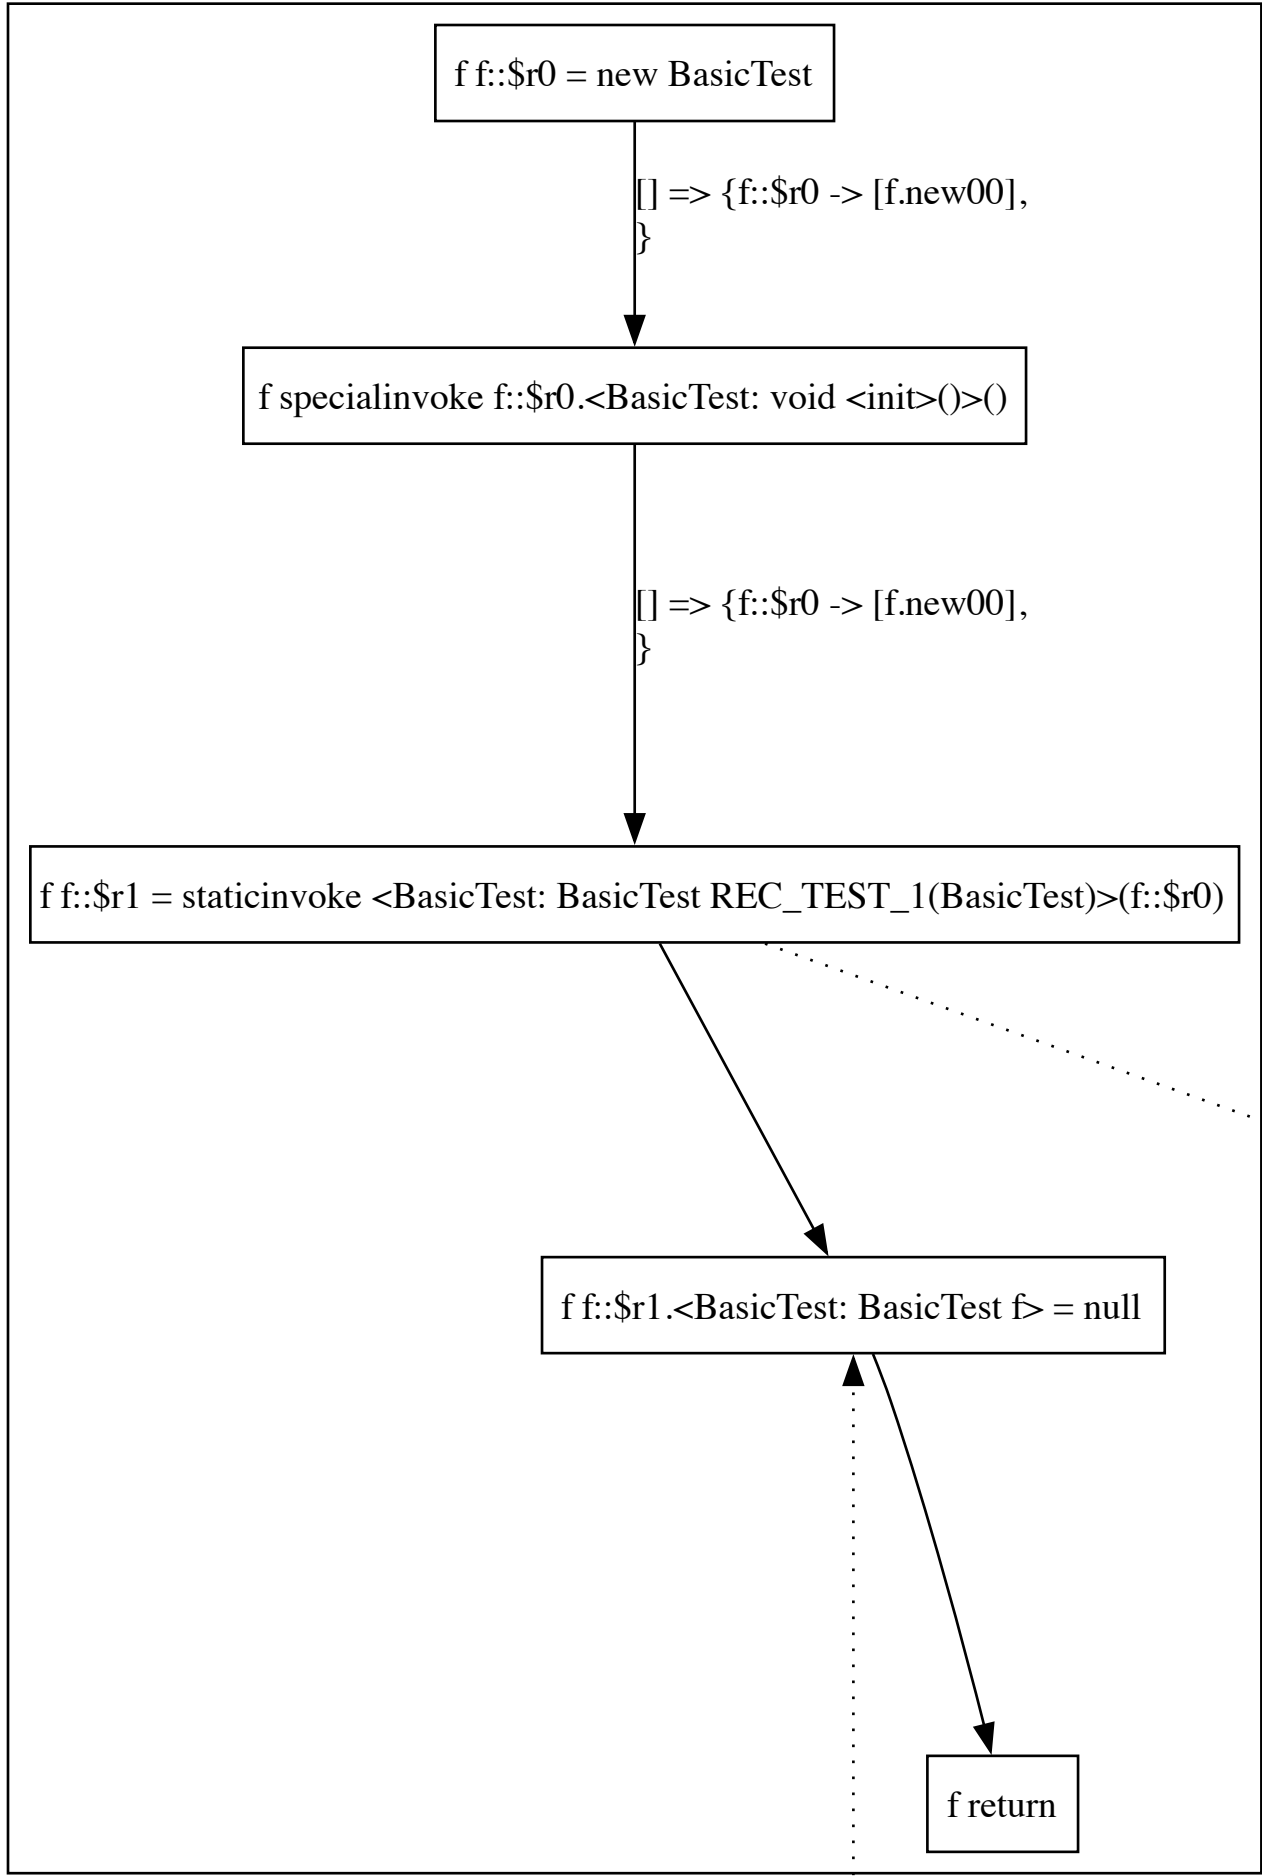 f f::$r0 = new BasicTest
[] => {f::$r0 -> [f.new00],
}
f specialinvoke f::$r0.<BasicTest: void <init>()>()
[] => {f::$r0 -> [f.new00],
}
f f::$r1 = staticinvoke <BasicTest: BasicTest REC_TEST_1(BasicTest)>(f::$r0)
f f::$r1.<BasicTest: BasicTest f> = null
f return